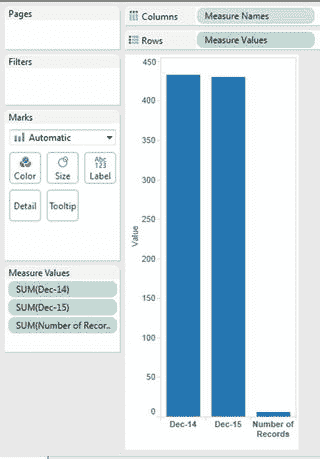 Pages
Columns
Measure Names
Rows
Measure Values
Filters
Marks
Automatic
Color
Size
Abc
123
Label
Detail
Tooltip
Measure Values
SUM(Dec-14)
SUM(Dec-15)
SUM(Number of Recor..
450
400
350
300
250
200
150
100
50
0
Value
Dec-14
Dec-15
Number of
Records